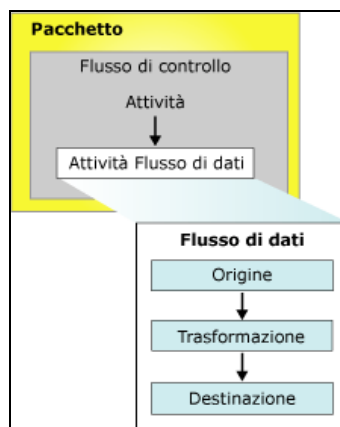 Pacchetto
Flusso di controllo
Attività
Attività Flusso di dati
Flusso di dati
Origine
Trasformazione
Destinazione